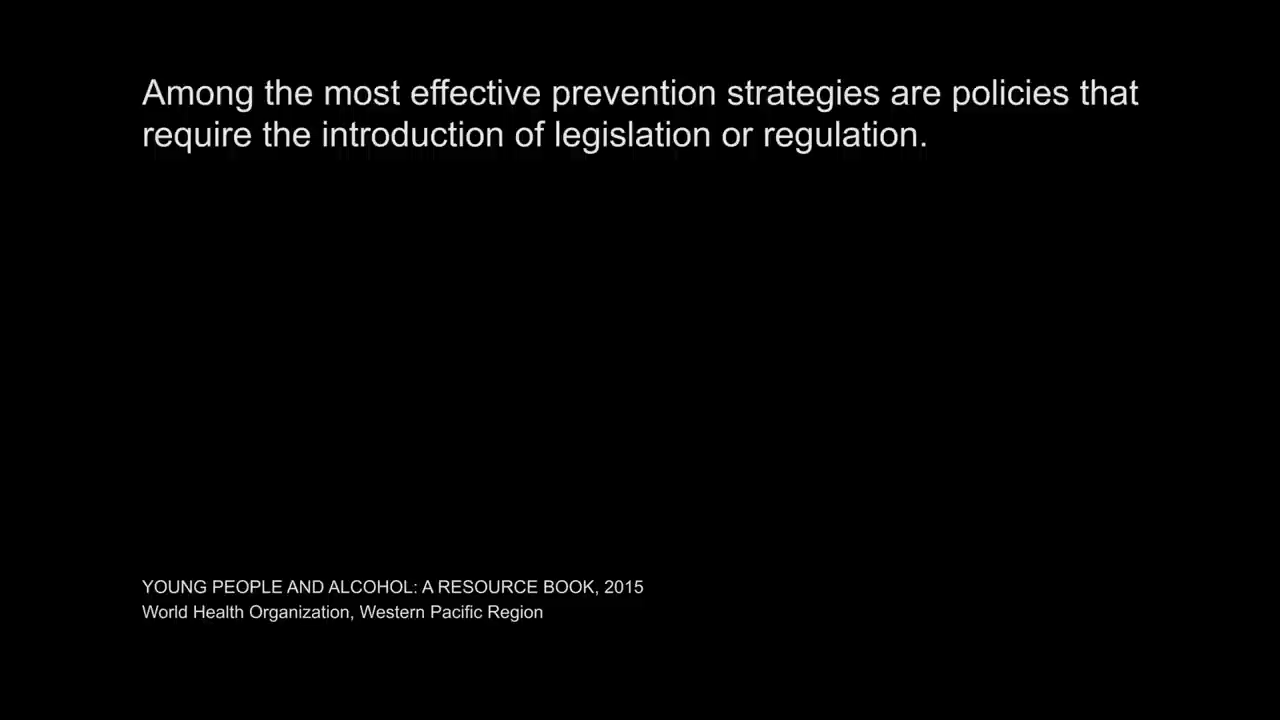 Among the most effective prevention strategies are policies that
require the introduction of legislation or regulation.
YOUNG PEOPLE AND ALCOHOL: A RESOURCE BOOK, 2015
World Health Organization, Western Pacific Region